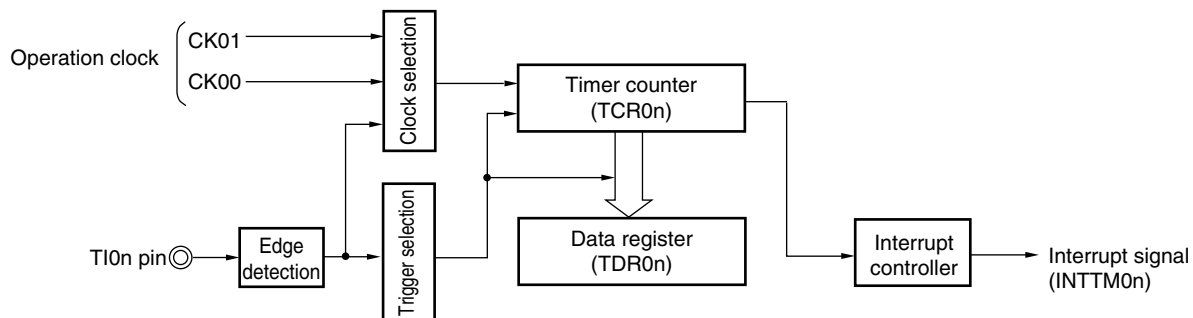 Operation clock
CK01
CK00
Clock selection
Timer counter
(TCR0n)
TI0n pin
Edge
detection
Trigger selection
Data register
(TDR0n)
Interrupt
controller
Interrupt signal
(INTTM0n)